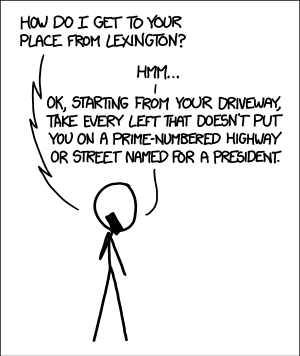 HOW DO I GET TO YOUR
PLACE FROM LEXINGTON?
HMM...
OK, STARTING FROM YOUR DRIVEWAY,
TAKE EVERY LEFT THAT DOESN'T PUT
YOU ON A PRIME-NUMBERED HIGHWAY
OR STREET NAMED FOR A PRESIDENT.